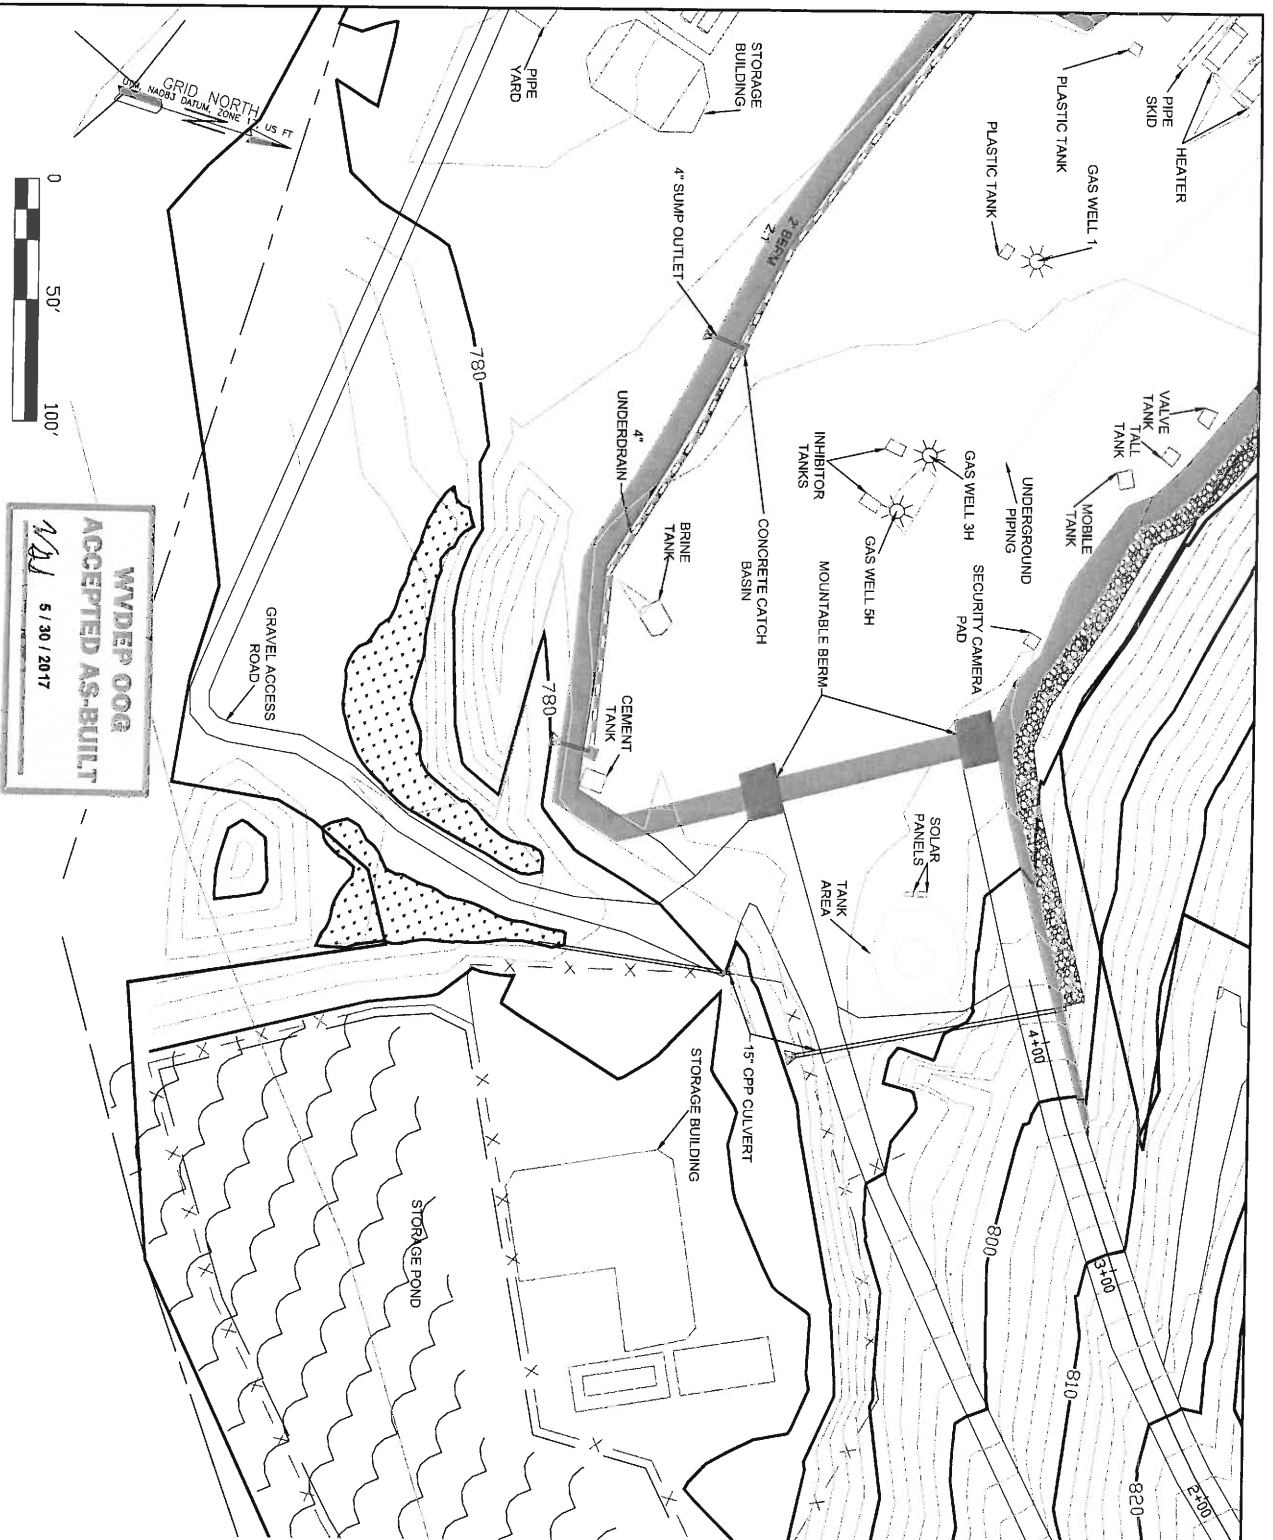 HEATER
PIPE
SKID
PLASTIC TANK
GAS WELL 1
PLASTIC TANK
STORAGE
BUILDING
PIPE
YARD
GRID NORTH
UTM, NAD83 DATUM, ZONE 17, US FT
2' BERM
2:1
4" SUMP OUTLET
VALVE
TANK
TALL
TANK
MOBILE
TANK
UNDERGROUND
PIPING
GAS WELL 3H
INHIBITOR
TANKS
GAS WELL 5H
SECURITY CAMERA
PAD
4"
UNDERDRAIN
CONCRETE CATCH
BASIN
BRINE
TANK
MOUNTABLE BERM
CEMENT
TANK
780
780
GRAVEL ACCESS
ROAD
SOLAR
PANELS
TANK
AREA
15" CPP CULVERT
STORAGE BUILDING
STORAGE POND
4+00
3+00
2+00
800
810
820
0
50'
100'
WVDEP OOG
ACCEPTED AS-BUILT
5 / 30 / 2017